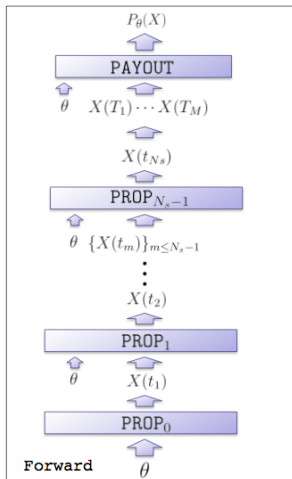 P_θ(X)
PAYOUT
θ X(T_1) ··· X(T_M)
X(t_{N_s})
PROP_{N_s−1}
θ {X(t_m)}_{m≤N_s−1}
⋮
X(t_2)
PROP_1
θ X(t_1)
PROP_0
Forward θ